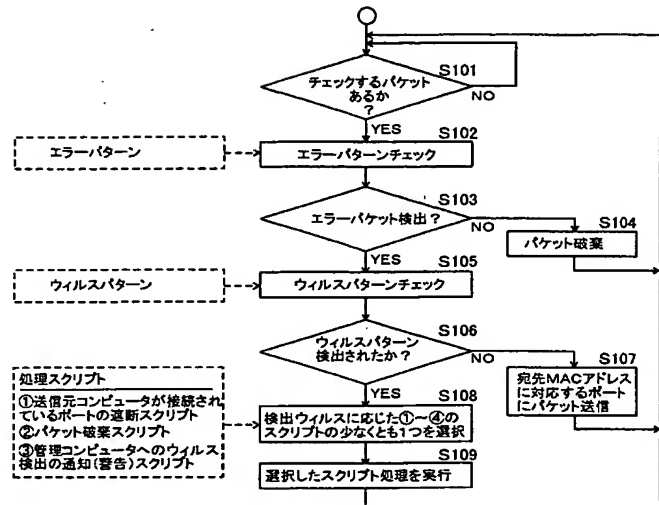 S101
チェックするパケット
あるか
?
NO
YES
S102
エラーパターン
エラーパターンチェック
S103
エラーパケット検出?
NO
S104
パケット破棄
YES
S105
ウィルスパターン
ウィルスパターンチェック
S106
ウィルスパターン
検出されたか?
NO
S107
宛先MACアドレス
に対応するポート
にパケット送信
YES
S108
処理スクリプト
①送信元コンピュータが接続され
ているポートの遮断スクリプト
②パケット破棄スクリプト
③管理コンピュータへのウィルス
検出の通知(警告)スクリプト
検出ウィルスに応じた①~④の
スクリプトの少なくとも1つを選択
S109
選択したスクリプト処理を実行